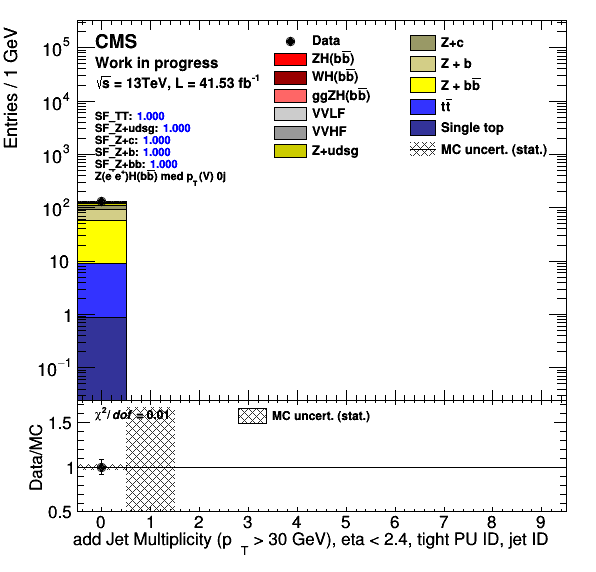 Entries / 1 GeV
10⁵
10⁴
10³
10²
10
1
10⁻¹
CMS
Work in progress
√s = 13TeV, L = 41.53 fb⁻¹
SF_TT: 1.000
SF_Z+udsg: 1.000
SF_Z+c: 1.000
SF_Z+b: 1.000
SF_Z+bb: 1.000
Z(e⁻e⁺)H(bb̅) med p_T(V) 0j
Data
ZH(bb̅)
WH(bb̅)
ggZH(bb̅)
VVLF
VVHF
Z+udsg
Z+c
Z + b
Z + bb̅
tt̅
Single top
MC uncert. (stat.)
Data/MC
1.5
1
0.5
χ²/dof = 0.01
MC uncert. (stat.)
0 1 2 3 4 5 6 7 8 9
add Jet Multiplicity (p_T > 30 GeV), eta < 2.4, tight PU ID, jet ID